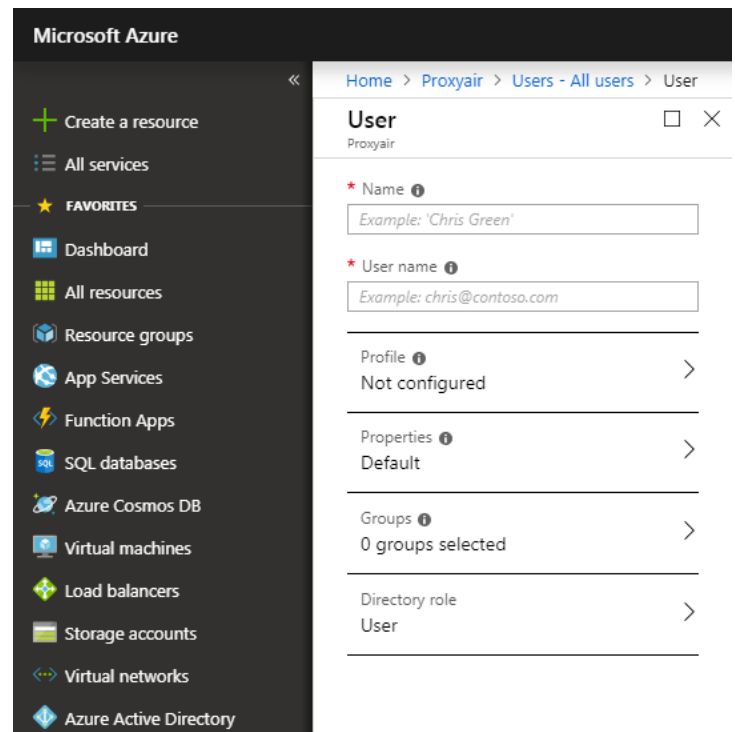 Microsoft Azure
«
Home > Proxyair > Users - All users > User
Create a resource
All services
FAVORITES
Dashboard
All resources
Resource groups
App Services
Function Apps
SQL databases
Azure Cosmos DB
Virtual machines
Load balancers
Storage accounts
Virtual networks
Azure Active Directory
User
Proxyair
* Name
Example: 'Chris Green'
* User name
Example: chris@contoso.com
Profile
Not configured
Properties
Default
Groups
0 groups selected
Directory role
User